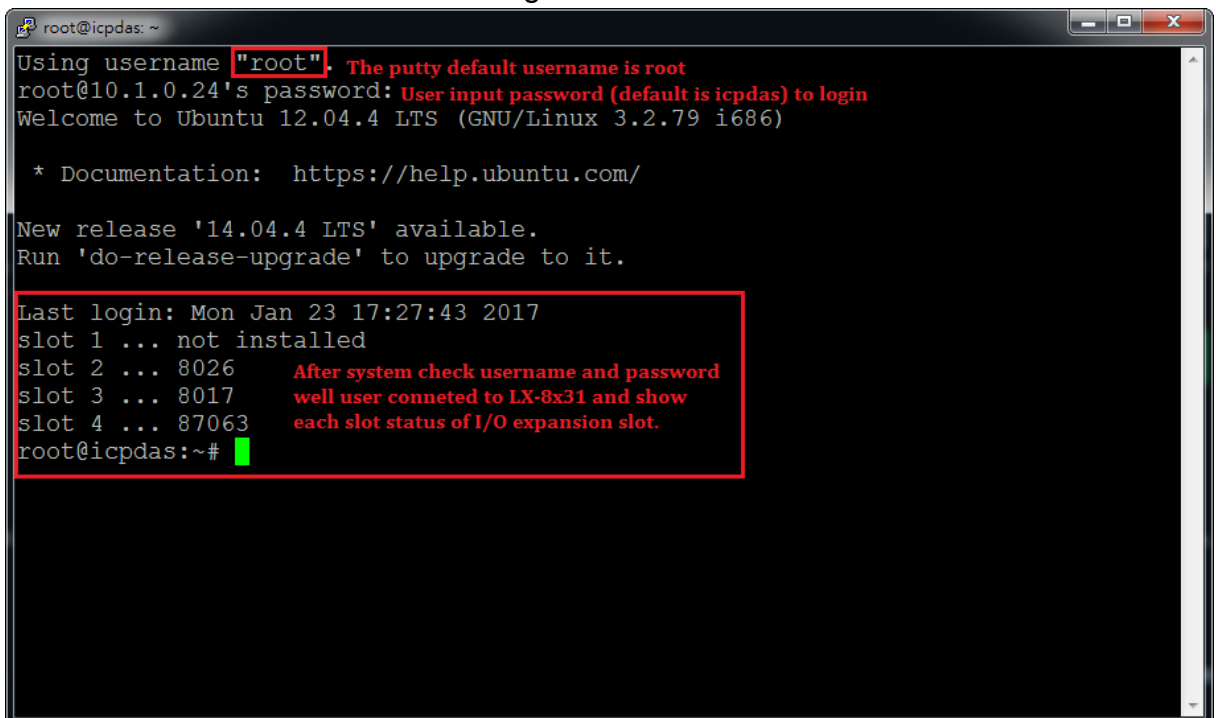 root@icpdas: ~
Using username "root". The putty default username is root
root@10.1.0.24's password: User input password (default is icpdas) to login
Welcome to Ubuntu 12.04.4 LTS (GNU/Linux 3.2.79 i686)
* Documentation: https://help.ubuntu.com/
New release '14.04.4 LTS' available.
Run 'do-release-upgrade' to upgrade to it.
Last login: Mon Jan 23 17:27:43 2017
slot 1 ... not installed
slot 2 ... 8026 After system check username and password
slot 3 ... 8017 well user conneted to LX-8x31 and show
slot 4 ... 87063 each slot status of I/O expansion slot.
root@icpdas:~#